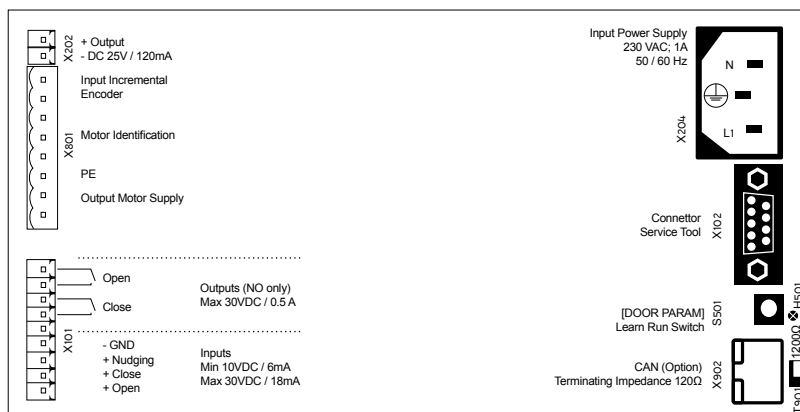 X202
+ Output
- DC 25V / 120mA
X801
Input Incremental
Encoder
Motor Identification
PE
Output Motor Supply
X101
Open
Close
Outputs (NO only)
Max 30VDC / 0.5 A
- GND
+ Nudging
+ Close
+ Open
Inputs
Min 10VDC / 6mA
Max 30VDC / 18mA
Input Power Supply
230 VAC; 1A
50 / 60 Hz
X204
N
L1
Connettor
Service Tool
X102
[DOOR PARAM]
Learn Run Switch
S501
H501
CAN (Option)
Terminating Impedance 120Ω
X902
1200Ω
T901